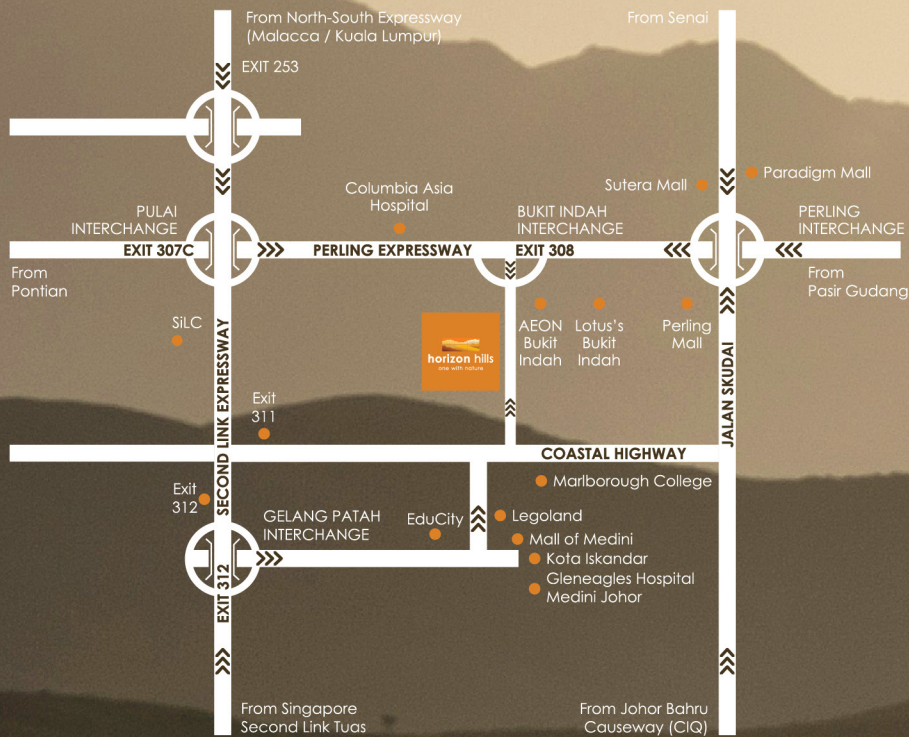 From North-South Expressway
(Malacca / Kuala Lumpur)
EXIT 253
From Senai
Paradigm Mall
Sutera Mall
Columbia Asia
Hospital
PULAI
INTERCHANGE
EXIT 307C
PERLING EXPRESSWAY
BUKIT INDAH
INTERCHANGE
EXIT 308
PERLING
INTERCHANGE
From
Pontian
From
Pasir Gudang
SiLC
horizon hills
one with nature
AEON
Bukit
Indah
Lotus's
Bukit
Indah
Perling
Mall
SECOND LINK EXPRESSWAY
JALAN SKUDAI
Exit
311
COASTAL HIGHWAY
Exit
312
Marlborough College
GELANG PATAH
INTERCHANGE
EduCity
Legoland
Mall of Medini
Kota Iskandar
Gleneagles Hospital
Medini Johor
EXIT 312
From Singapore
Second Link Tuas
From Johor Bahru
Causeway (CIQ)